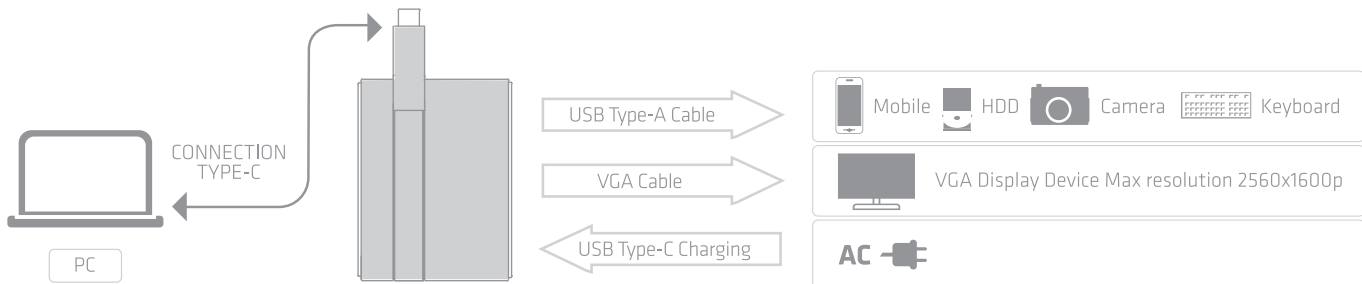 CONNECTION
TYPE-C
PC
USB Type-A Cable
VGA Cable
USB Type-C Charging
Mobile HDD Camera Keyboard
VGA Display Device Max resolution 2560x1600p
AC